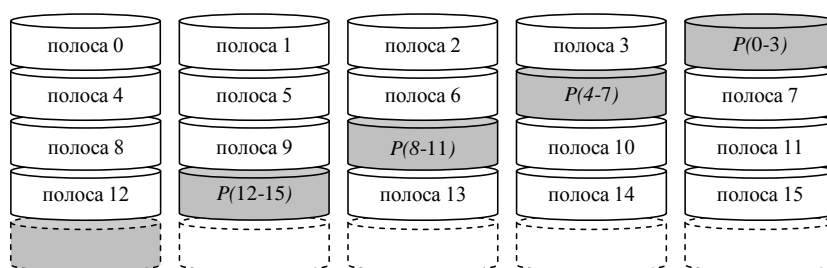 полоса 0 полоса 1 полоса 2 полоса 3 P(0-3)
полоса 4 полоса 5 полоса 6 P(4-7) полоса 7
полоса 8 полоса 9 P(8-11) полоса 10 полоса 11
полоса 12 P(12-15) полоса 13 полоса 14 полоса 15